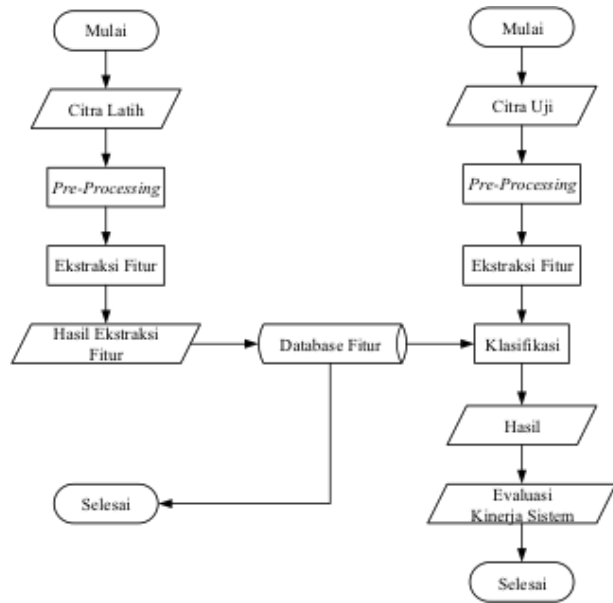 Mulai
Citra Latih
Pre-Processing
Ekstraksi Fitur
Hasil Ekstraksi
Fitur
Database Fitur
Selesai
Mulai
Citra Uji
Pre-Processing
Ekstraksi Fitur
Klasifikasi
Hasil
Evaluasi
Kinerja Sistem
Selesai